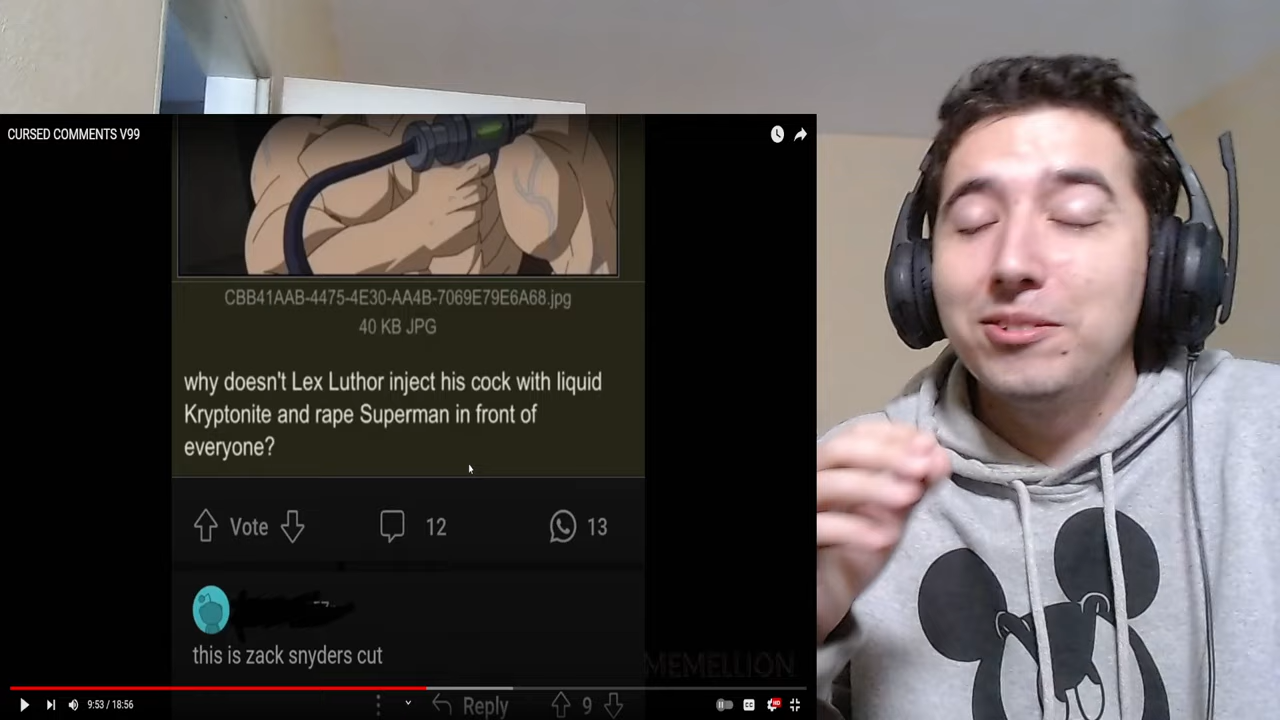 CURSED COMMENTS V99
CBB41AAB-4475-4E30-AA4B-7069E79E6A68.jpg
40 KB JPG
why doesn't Lex Luthor inject his cock with liquid
Kryptonite and rape Superman in front of
everyone?
Vote
12
13
this is zack snyders cut
MEMELLION
Reply
9
9:53 / 18:56
CC
HD